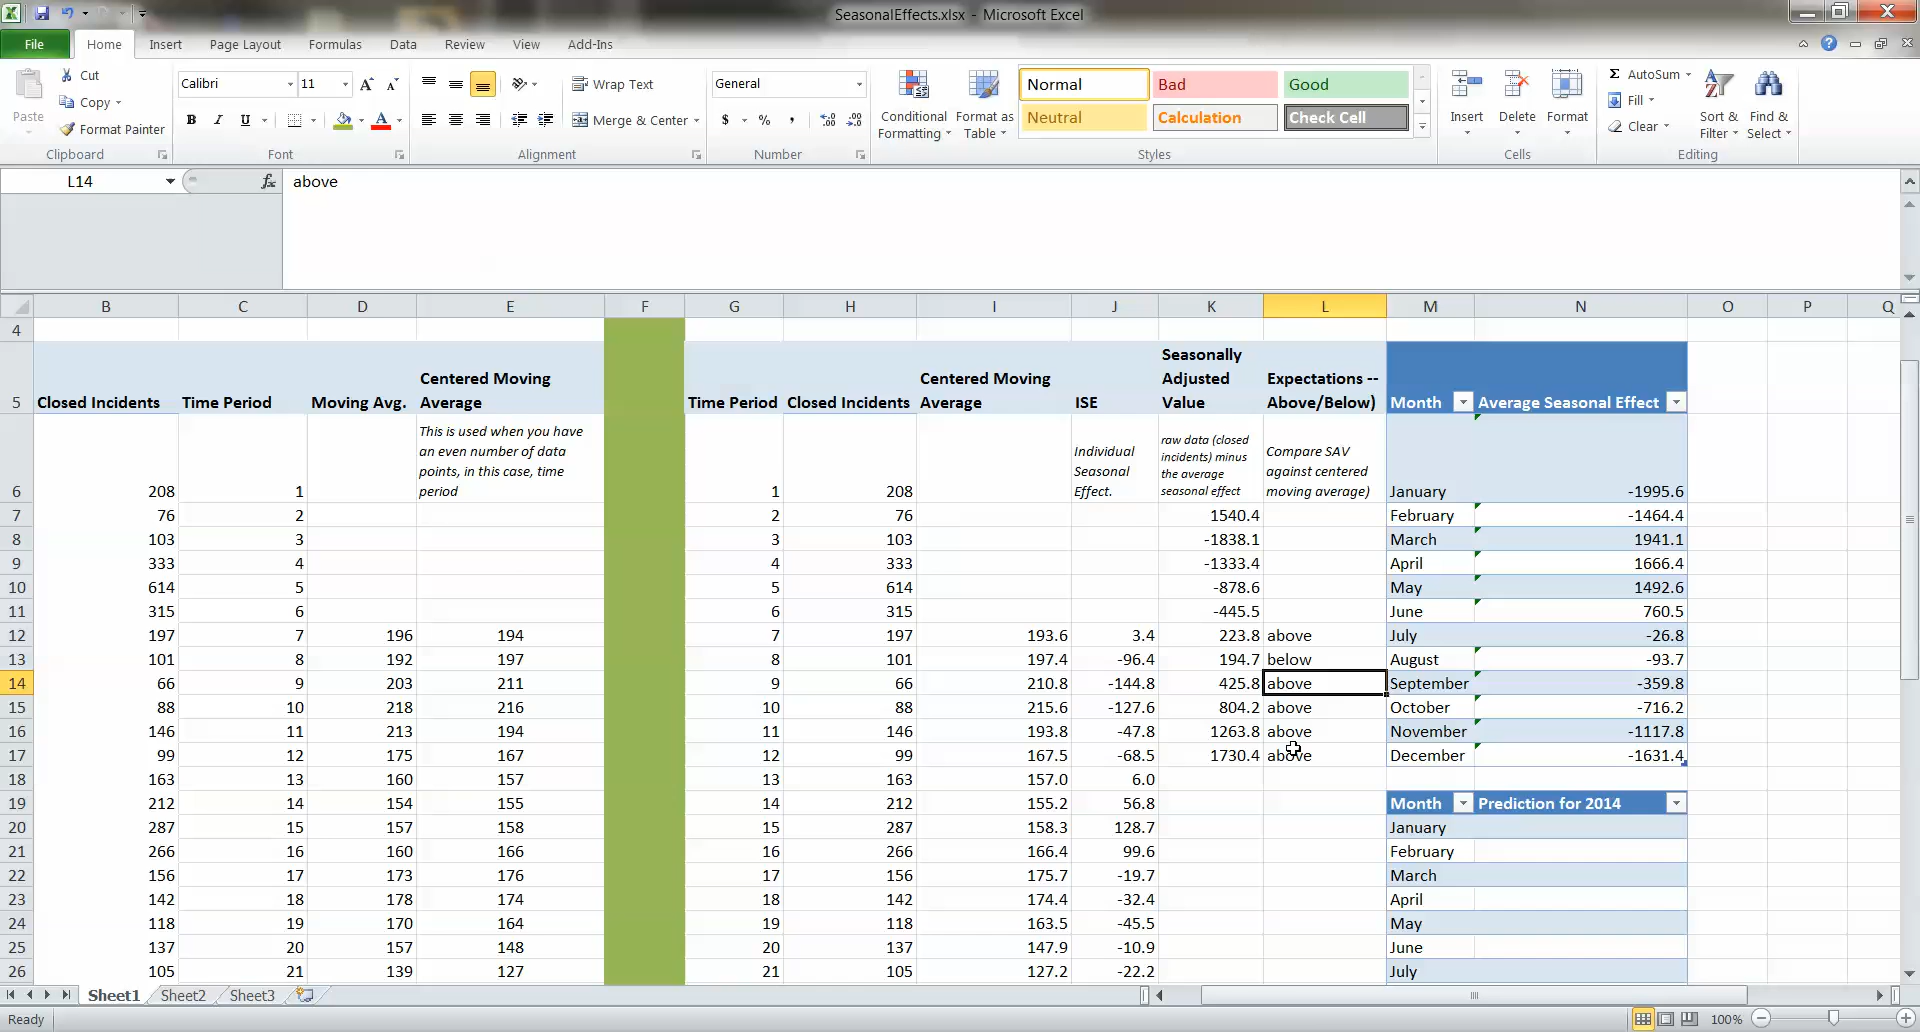 SeasonalEffects.xlsx - Microsoft Excel
File Home Insert Page Layout Formulas Data Review View Add-Ins
Paste
Cut
Copy
Format Painter
Clipboard
Calibri 11
B I U
Font
Wrap Text
Merge & Center
Alignment
General
$ % ,
Number
Conditional
Formatting
Format as
Table
Normal Bad Good
Neutral Calculation Check Cell
Styles
Insert Delete Format
Cells
AutoSum
Fill
Clear
Sort &
Filter
Find &
Select
Editing
L14 fx above
B C D E F G H I J K L M N O P Q
4
5 Closed Incidents Time Period Moving Avg. Centered Moving Average Time Period Closed Incidents Centered Moving Average ISE Seasonally Adjusted Value Expectations -- Above/Below) Month Average Seasonal Effect
This is used when you have
an even number of data
points, in this case, time
period
Individual
Seasonal
Effect.
raw data (closed
incidents) minus
the average
seasonal effect
Compare SAV
against centered
moving average)
6 208 1 1 208 January -1995.6
7 76 2 2 76 1540.4 February -1464.4
8 103 3 3 103 -1838.1 March 1941.1
9 333 4 4 333 -1333.4 April 1666.4
10 614 5 5 614 -878.6 May 1492.6
11 315 6 6 315 -445.5 June 760.5
12 197 7 196 194 7 197 193.6 3.4 223.8 above July -26.8
13 101 8 192 197 8 101 197.4 -96.4 194.7 below August -93.7
14 66 9 203 211 9 66 210.8 -144.8 425.8 above September -359.8
15 88 10 218 216 10 88 215.6 -127.6 804.2 above October -716.2
16 146 11 213 194 11 146 193.8 -47.8 1263.8 above November -1117.8
17 99 12 175 167 12 99 167.5 -68.5 1730.4 above December -1631.4
18 163 13 160 157 13 163 157.0 6.0
19 212 14 154 155 14 212 155.2 56.8 Month Prediction for 2014
20 287 15 157 158 15 287 158.3 128.7 January
21 266 16 160 166 16 266 166.4 99.6 February
22 156 17 173 176 17 156 175.7 -19.7 March
23 142 18 178 174 18 142 174.4 -32.4 April
24 118 19 170 164 19 118 163.5 -45.5 May
25 137 20 157 148 20 137 147.9 -10.9 June
26 105 21 139 127 21 105 127.2 -22.2 July
Sheet1 Sheet2 Sheet3
Ready 100%